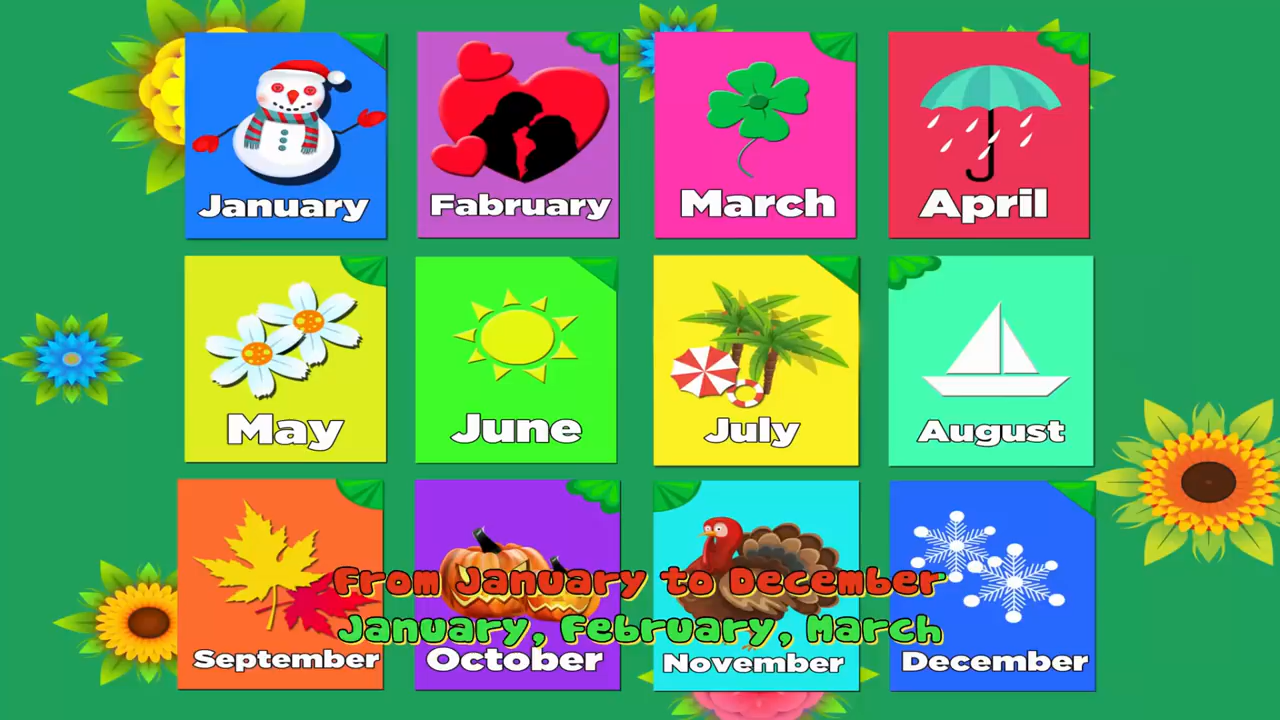 January Fabruary March April
May June July August
From January to December
January, February, March
September October November December